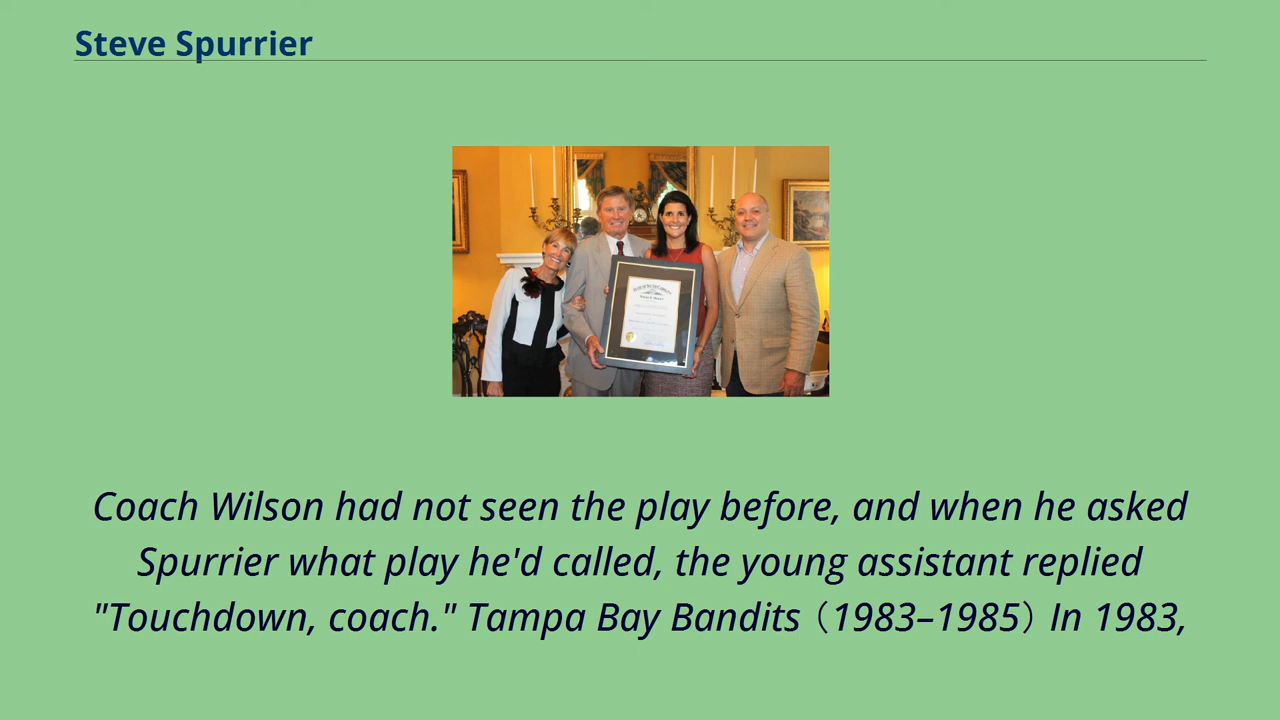 Steve Spurrier
Coach Wilson had not seen the play before, and when he asked
Spurrier what play he'd called, the young assistant replied
"Touchdown, coach." Tampa Bay Bandits（1983–1985）In 1983,